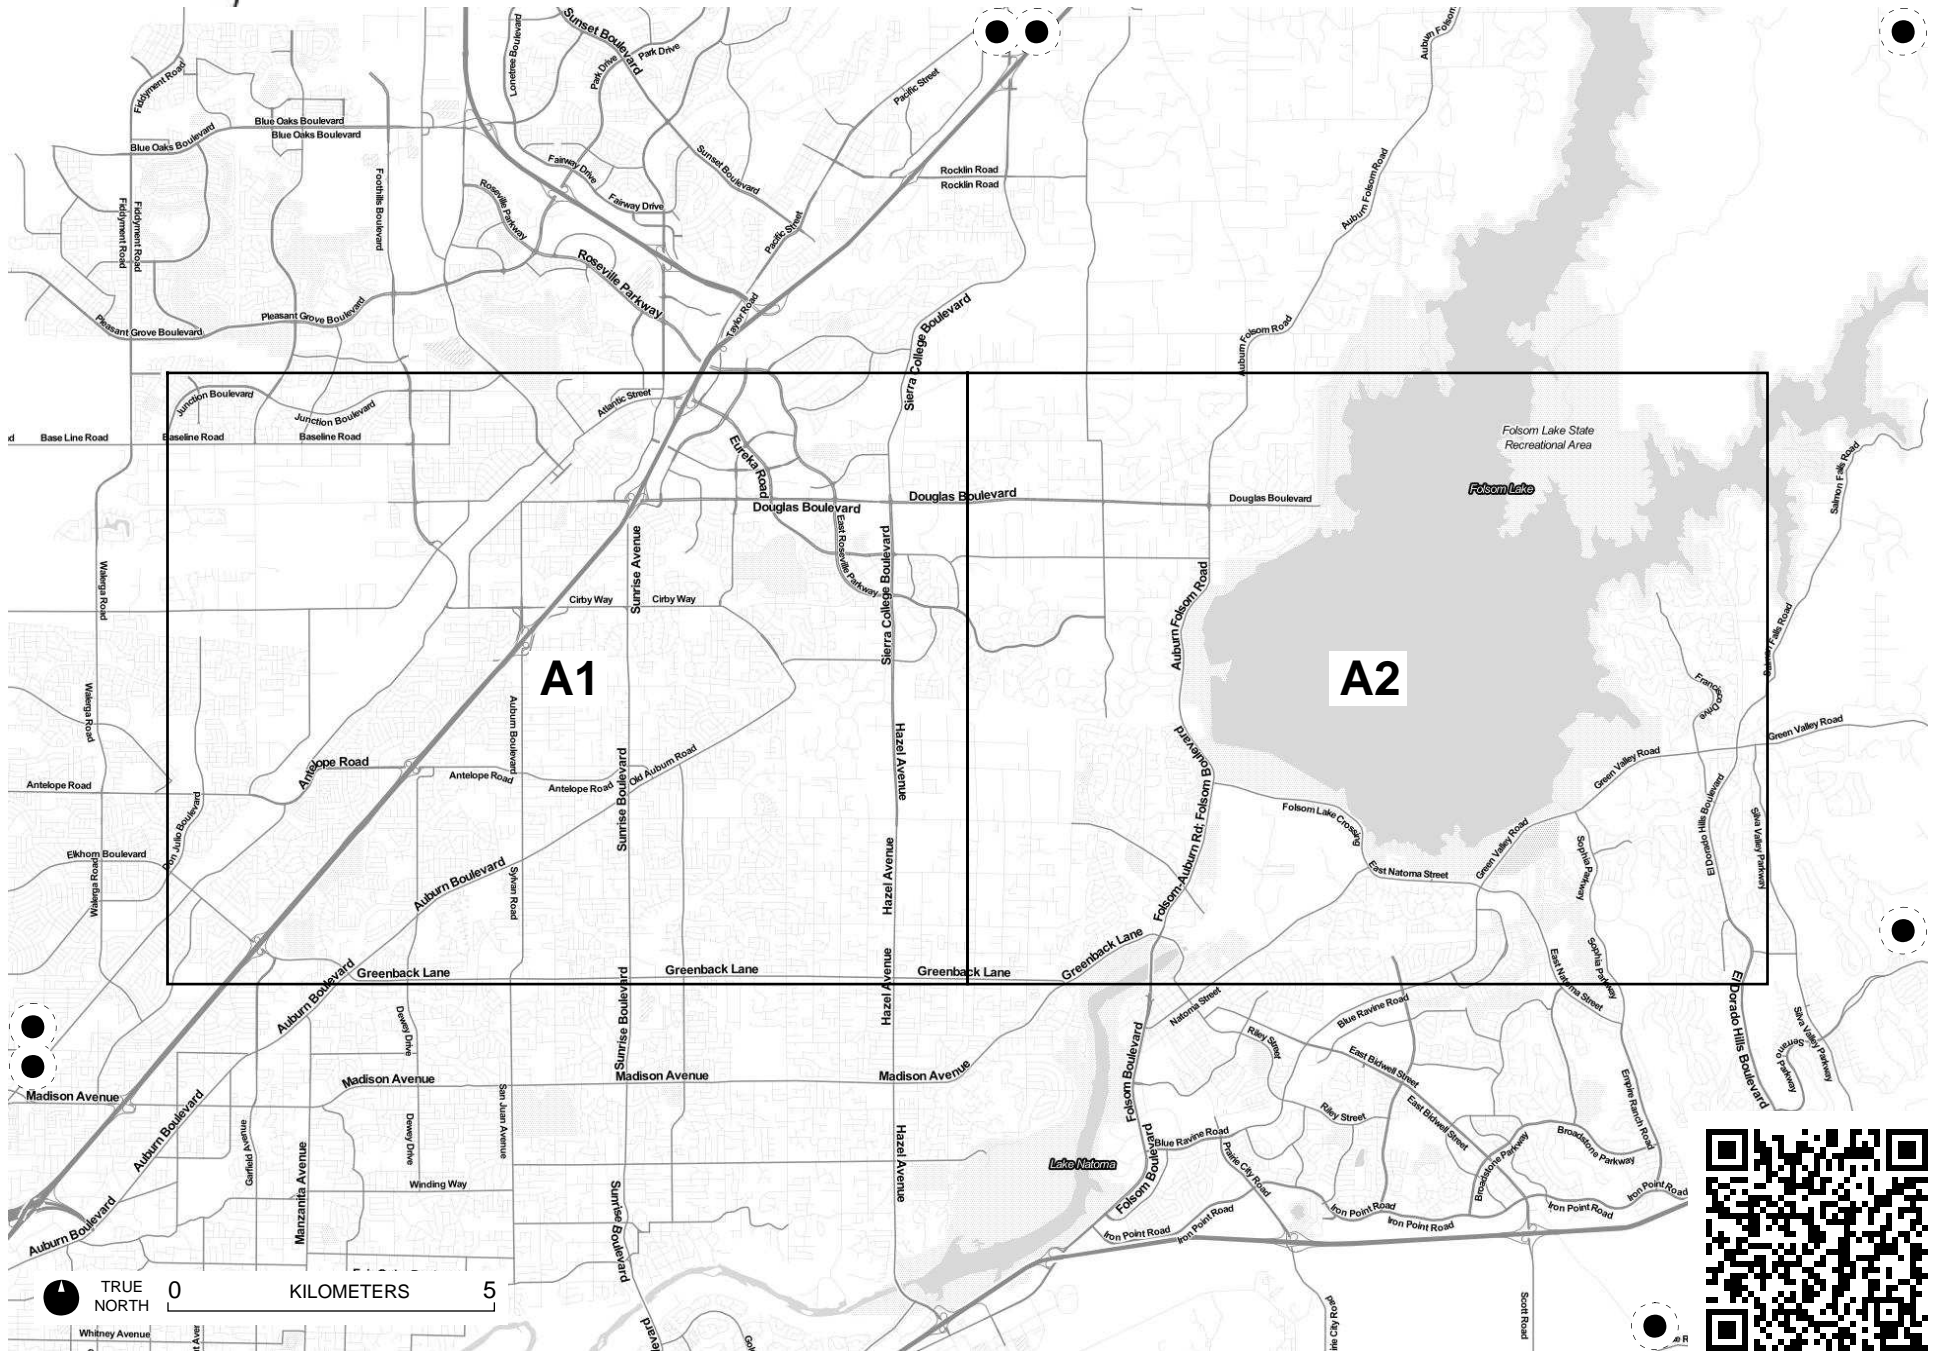 Sunset Boulevard
Lonetree Boulevard
Park Drive
Park Drive
Auburn Folsom
Fiddyment Road
Pacific Street
Blue Oaks Boulevard
Blue Oaks Boulevard
Blue Oaks Boulevard
Sunset Boulevard
Fairway Drive
Rocklin Road
Rocklin Road
Auburn Folsom Road
Foothills Boulevard
Roseville Parkway
Fairway Drive
Fiddyment Road
Fiddyment Road
Pacific Street
Roseville Parkway
Taylor Road
Sierra College Boulevard
Pleasant Grove Boulevard
Pleasant Grove Boulevard
Auburn Folsom Road
Junction Boulevard
Junction Boulevard
Atlantic Street
Base Line Road
Baseline Road
Baseline Road
Eureka Road
Folsom Lake State
Recreational Area
Folsom Lake
Salmon Falls Road
Douglas Boulevard
Douglas Boulevard
Douglas Boulevard
East Roseville Parkway
Sunrise Avenue
Sierra College Boulevard
Walerga Road
Cirby Way
Cirby Way
Auburn Folsom Road
Salmon Falls Road
A1
A2
Walerga Road
Auburn Boulevard
Francisco Drive
Hazel Avenue
Folsom Boulevard
Green Valley Road
Green Valley Road
Antelope Road
Antelope Road
Antelope Road
Antelope Road
Old Auburn Road
Sunrise Boulevard
Don Julio Boulevard
Folsom-Auburn Rd; Folsom Boulevard
Folsom Lake Crossing
El Dorado Hills Boulevard
Silva Valley Parkway
Elkhorn Boulevard
Walerga Road
Auburn Boulevard
Sylvan Road
Hazel Avenue
East Natoma Street
Green Valley Road
Sophia Parkway
Greenback Lane
Greenback Lane
Greenback Lane
Greenback Lane
Auburn Boulevard
Sunrise Boulevard
Hazel Avenue
East Natoma Street
Sophia Parkway
El Dorado Hills Boulevard
Dewey Drive
Natoma Street
Blue Ravine Road
Riley Street
East Bidwell Street
Silva Valley Parkway
Serrano Parkway
Madison Avenue
Madison Avenue
Madison Avenue
Madison Avenue
Folsom Boulevard
Empire Ranch Road
Auburn Boulevard
Garfield Avenue
Manzanita Avenue
Dewey Drive
San Juan Avenue
Hazel Avenue
Riley Street
East Bidwell Street
Blue Ravine Road
Prairie City Road
Broadstone Parkway
Broadstone Parkway
Lake Natoma
Folsom Boulevard
Winding Way
Sunrise Boulevard
Iron Point Road
Iron Point Road
Iron Point Road
Iron Point Road
Iron Point Road
Iron Point Road
Auburn Boulevard
TRUE
NORTH
0 KILOMETERS 5
Whitney Avenue
Scott Road